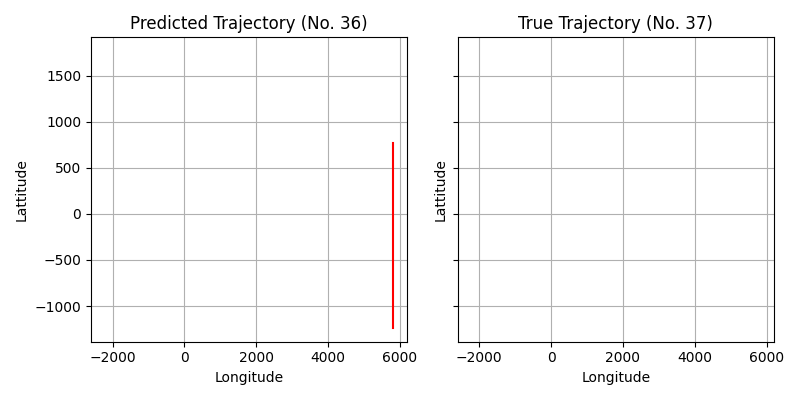 Predicted Trajectory (No. 36)
True Trajectory (No. 37)
1500
1000
500
0
−500
−1000
Lattitude
Lattitude
−2000 0 2000 4000 6000
−2000 0 2000 4000 6000
Longitude
Longitude